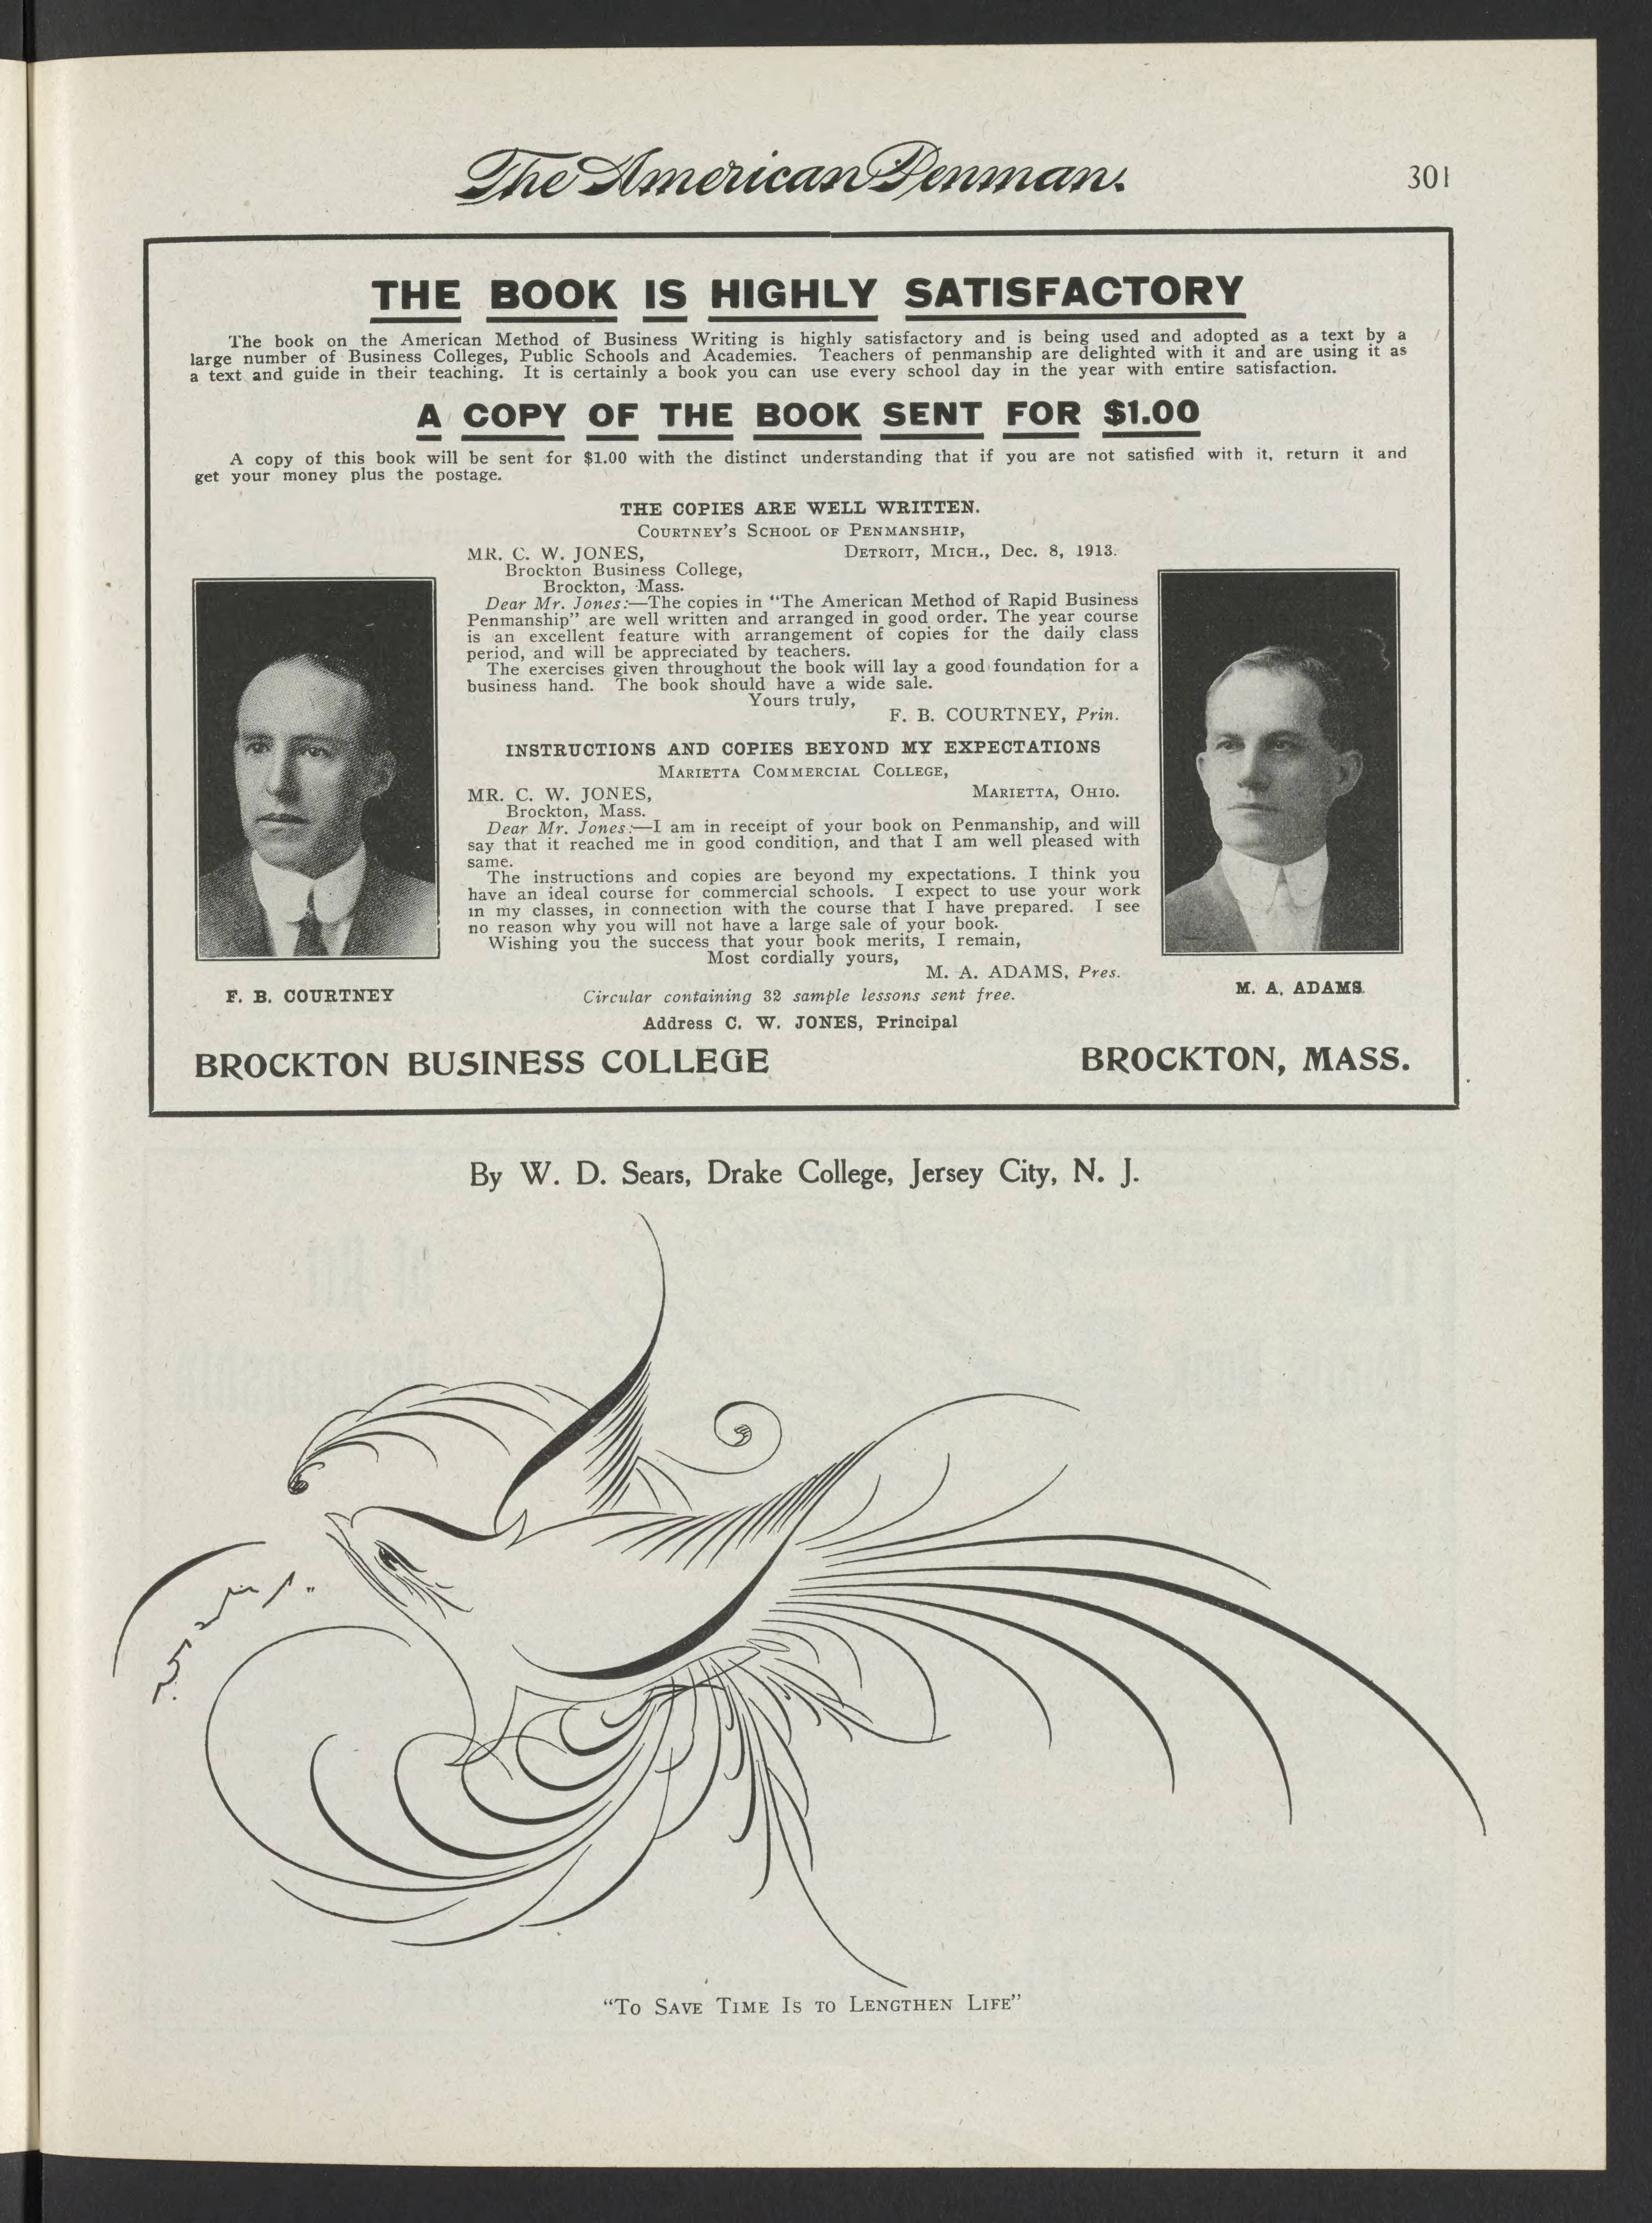 The American Penman.
301
THE BOOK IS HIGHLY SATISFACTORY
The book on the American Method of Business Writing is highly satisfactory and is being used and adopted as a text by a
large number of Business Colleges, Public Schools and Academies. Teachers of penmanship are delighted with it and are using it as
a text and guide in their teaching. It is certainly a book you can use every school day in the year with entire satisfaction.
A COPY OF THE BOOK SENT FOR $1.00
A copy of this book will be sent for $1.00 with the distinct understanding that if you are not satisfied with it, return it and
get your money plus the postage.
THE COPIES ARE WELL WRITTEN.
COURTNEY'S SCHOOL OF PENMANSHIP,
MR. C. W. JONES, DETROIT, MICH., Dec. 8, 1913.
Brockton Business College,
Brockton, Mass.
Dear Mr. Jones:—The copies in "The American Method of Rapid Business
Penmanship" are well written and arranged in good order. The year course
is an excellent feature with arrangement of copies for the daily class
period, and will be appreciated by teachers.
The exercises given throughout the book will lay a good foundation for a
business hand. The book should have a wide sale.
Yours truly,
F. B. COURTNEY, Prin.
INSTRUCTIONS AND COPIES BEYOND MY EXPECTATIONS
MARIETTA COMMERCIAL COLLEGE,
MR. C. W. JONES, MARIETTA, OHIO.
Brockton, Mass.
Dear Mr. Jones:—I am in receipt of your book on Penmanship, and will
say that it reached me in good condition, and that I am well pleased with
same.
The instructions and copies are beyond my expectations. I think you
have an ideal course for commercial schools. I expect to use your work
in my classes, in connection with the course that I have prepared. I see
no reason why you will not have a large sale of your book.
Wishing you the success that your book merits, I remain,
Most cordially yours,
M. A. ADAMS, Pres.
F. B. COURTNEY
M. A. ADAMS
Circular containing 32 sample lessons sent free.
Address C. W. JONES, Principal
BROCKTON BUSINESS COLLEGE BROCKTON, MASS.
By W. D. Sears, Drake College, Jersey City, N. J.
"TO SAVE TIME IS TO LENGTHEN LIFE"